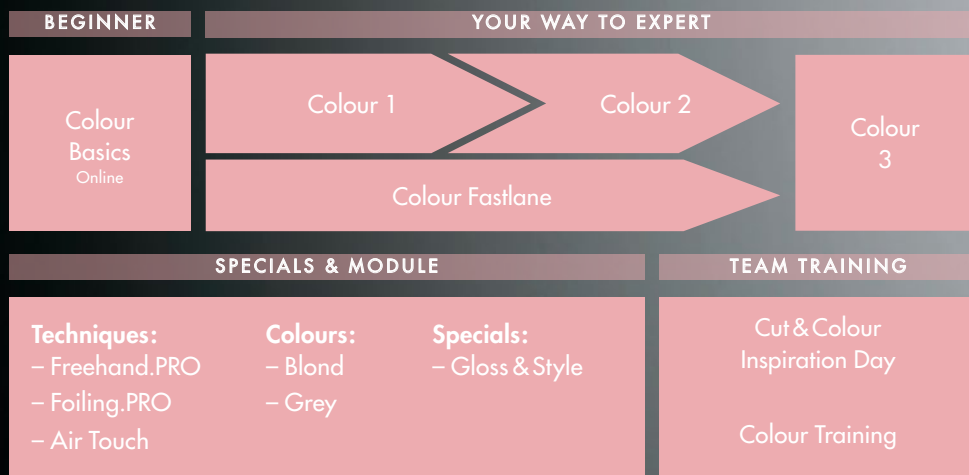 BEGINNER
YOUR WAY TO EXPERT
Colour
Basics
Online
Colour 1
Colour 2
Colour Fastlane
Colour
3
SPECIALS & MODULE
Techniques:
– Freehand.PRO
– Foiling.PRO
– Air Touch
Colours:
– Blond
– Grey
Specials:
– Gloss & Style
TEAM TRAINING
Cut & Colour
Inspiration Day
Colour Training